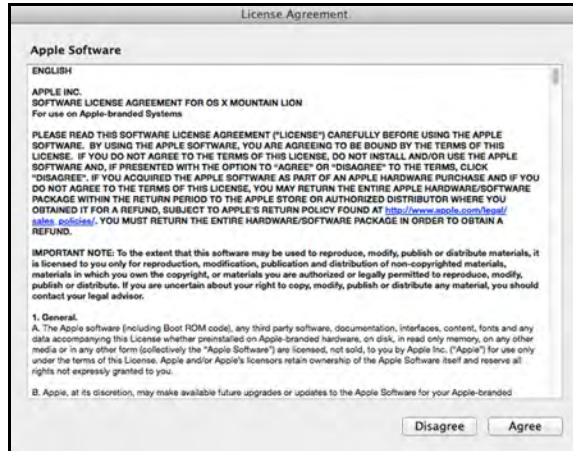 License Agreement
Apple Software
ENGLISH
APPLE INC.
SOFTWARE LICENSE AGREEMENT FOR OS X MOUNTAIN LION
For use on Apple-branded Systems
PLEASE READ THIS SOFTWARE LICENSE AGREEMENT ("LICENSE") CAREFULLY BEFORE USING THE APPLE
SOFTWARE. BY USING THE APPLE SOFTWARE, YOU ARE AGREEING TO BE BOUND BY THE TERMS OF THIS
LICENSE. IF YOU DO NOT AGREE TO THE TERMS OF THIS LICENSE, DO NOT INSTALL AND/OR USE THE APPLE
SOFTWARE AND, IF PRESENTED WITH THE OPTION TO "AGREE" OR "DISAGREE" TO THE TERMS, CLICK
"DISAGREE". IF YOU ACQUIRED THE APPLE SOFTWARE AS PART OF AN APPLE HARDWARE PURCHASE AND IF YOU
DO NOT AGREE TO THE TERMS OF THIS LICENSE, YOU MAY RETURN THE ENTIRE APPLE HARDWARE/SOFTWARE
PACKAGE WITHIN THE RETURN PERIOD TO THE APPLE STORE OR AUTHORIZED DISTRIBUTOR WHERE YOU
OBTAINED IT FOR A REFUND, SUBJECT TO APPLE'S RETURN POLICY FOUND AT http://www.apple.com/legal/
sales_policies/. YOU MUST RETURN THE ENTIRE HARDWARE/SOFTWARE PACKAGE IN ORDER TO OBTAIN A
REFUND.
IMPORTANT NOTE: To the extent that this software may be used to reproduce, modify, publish or distribute materials, it
is licensed to you only for reproduction, modification, publication and distribution of non-copyrighted materials,
materials in which you own the copyright, or materials you are authorized or legally permitted to reproduce, modify,
publish or distribute. If you are uncertain about your right to copy, modify, publish or distribute any material, you should
contact your legal advisor.
1. General.
A. The Apple software (including Boot ROM code), any third party software, documentation, interfaces, content, fonts and any
data accompanying this License whether preinstalled on Apple-branded hardware, on disk, in read only memory, on any other
media or in any other form (collectively the "Apple Software") are licensed, not sold, to you by Apple Inc. ("Apple") for use only
under the terms of this License. Apple and/or Apple's licensors retain ownership of the Apple Software itself and reserve all
rights not expressly granted to you.
B. Apple, at its discretion, may make available future upgrades or updates to the Apple Software for your Apple-branded
Disagree Agree